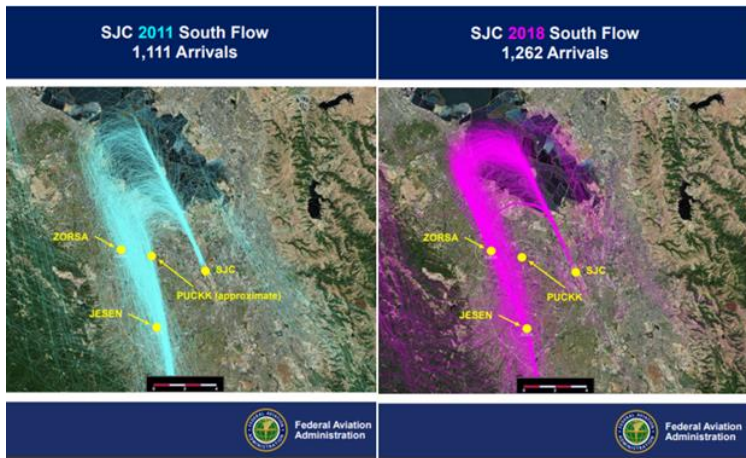 SJC 2011 South Flow
1,111 Arrivals
ZORSA
SJC
PUCKK (approximate)
JESEN
Federal Aviation
Administration
SJC 2018 South Flow
1,262 Arrivals
ZORSA
SJC
PUCKK
JESEN
Federal Aviation
Administration